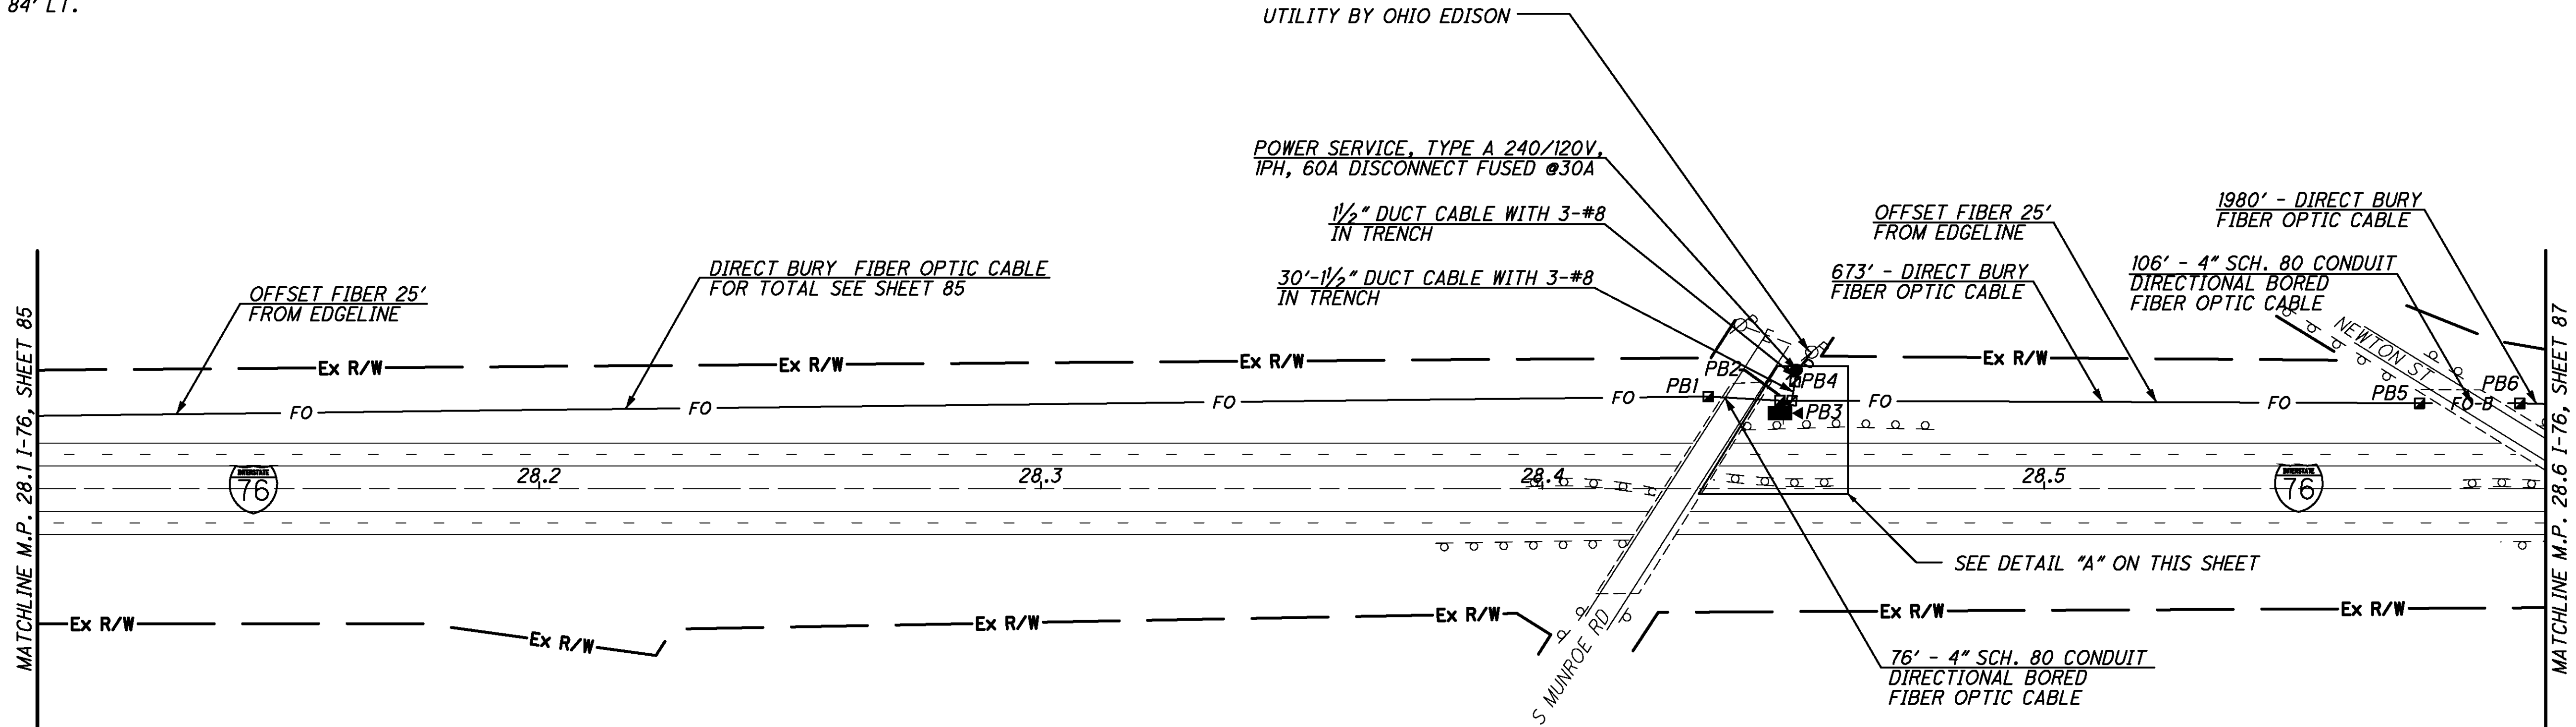 84' LT.
UTILITY BY OHIO EDISON
POWER SERVICE, TYPE A 240/120V,
1PH, 60A DISCONNECT FUSED @30A
1½" DUCT CABLE WITH 3-#8
IN TRENCH
30'-1½" DUCT CABLE WITH 3-#8
IN TRENCH
OFFSET FIBER 25'
FROM EDGELINE
1980' - DIRECT BURY
FIBER OPTIC CABLE
673' - DIRECT BURY
FIBER OPTIC CABLE
106' - 4" SCH. 80 CONDUIT
DIRECTIONAL BORED
FIBER OPTIC CABLE
DIRECT BURY FIBER OPTIC CABLE
FOR TOTAL SEE SHEET 85
OFFSET FIBER 25'
FROM EDGELINE
MATCHLINE M.P. 28.1 I-76, SHEET 85
MATCHLINE M.P. 28.6 I-76, SHEET 87
NEWTON ST
Ex R/W
Ex R/W
Ex R/W
Ex R/W
PB1
PB2
PB4
PB3
PB5
PB6
FO
FO
FO
FO
FO
FO
FO-B
INTERSTATE
76
28.2
28.3
28.4
28.5
INTERSTATE
76
SEE DETAIL "A" ON THIS SHEET
Ex R/W
Ex R/W
Ex R/W
Ex R/W
Ex R/W
Ex R/W
S MUNROE RD
76' - 4" SCH. 80 CONDUIT
DIRECTIONAL BORED
FIBER OPTIC CABLE